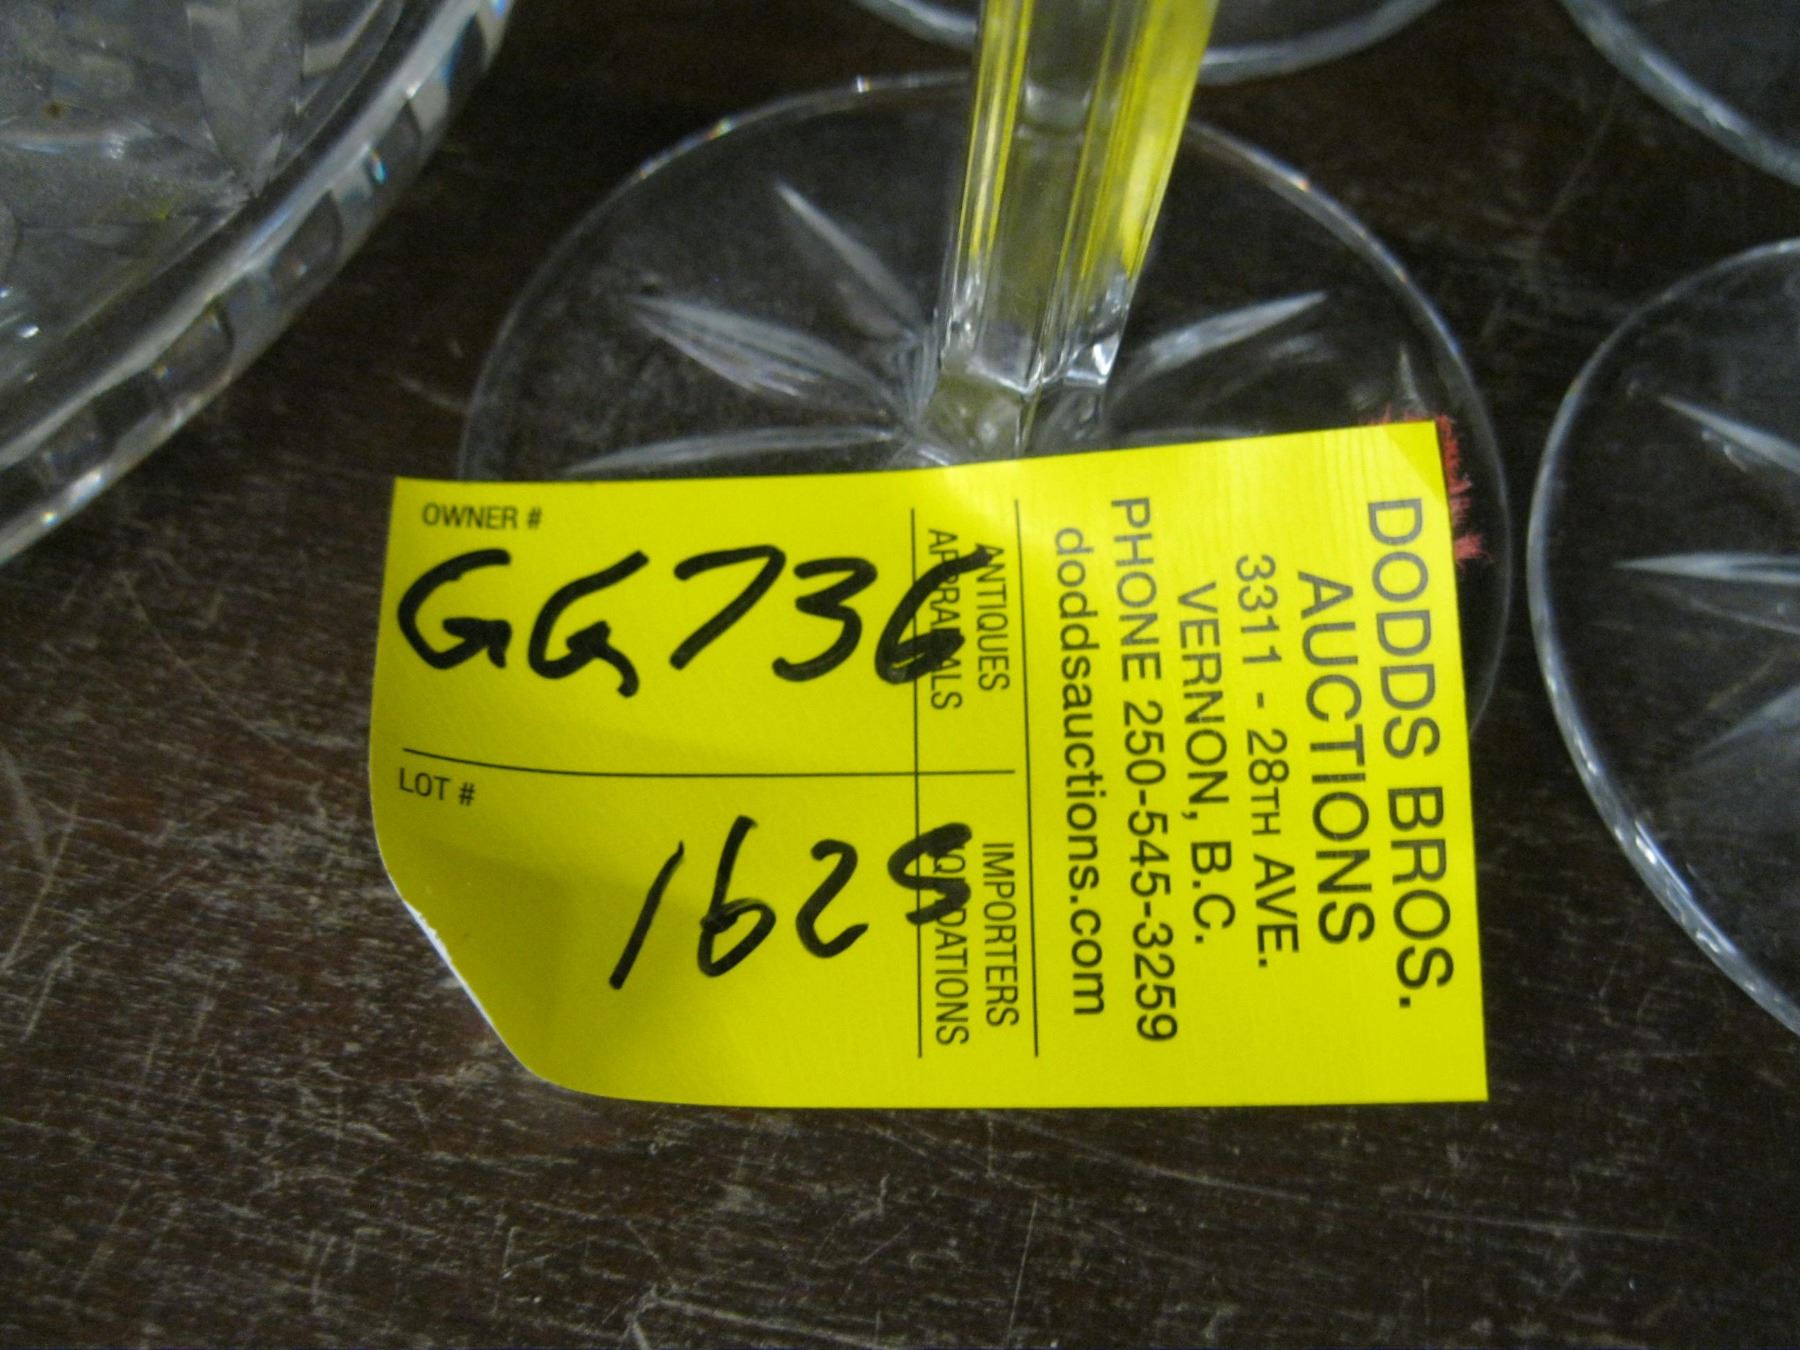 OWNER #
GG736
LOT #
162G
ANTIQUES
APPRAISALS
IMPORTERS
LIQUIDATIONS
DODDS BROS.
AUCTIONS
3311 - 28TH AVE.
VERNON, B.C.
PHONE 250-545-3259
doddsauctions.com